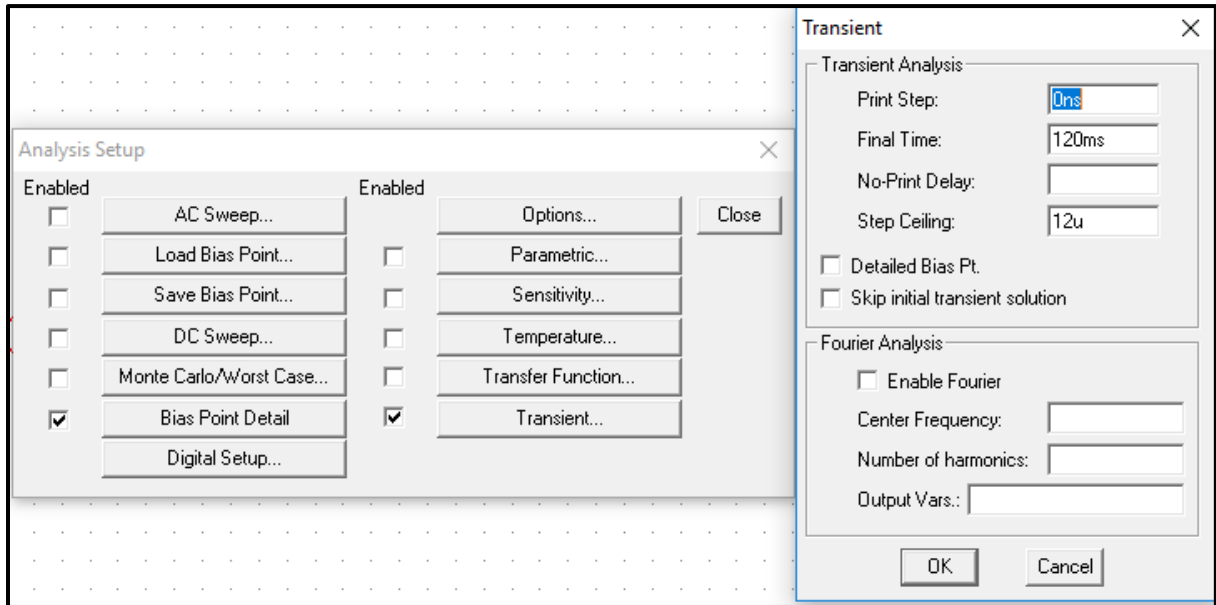 Analysis Setup
Enabled Enabled
AC Sweep... Options... Close
Load Bias Point... Parametric...
Save Bias Point... Sensitivity...
DC Sweep... Temperature...
Monte Carlo/Worst Case... Transfer Function...
Bias Point Detail Transient...
Digital Setup...
Transient
Transient Analysis
Print Step: 0ns
Final Time: 120ms
No-Print Delay:
Step Ceiling: 12u
Detailed Bias Pt.
Skip initial transient solution
Fourier Analysis
Enable Fourier
Center Frequency:
Number of harmonics:
Output Vars.:
OK Cancel